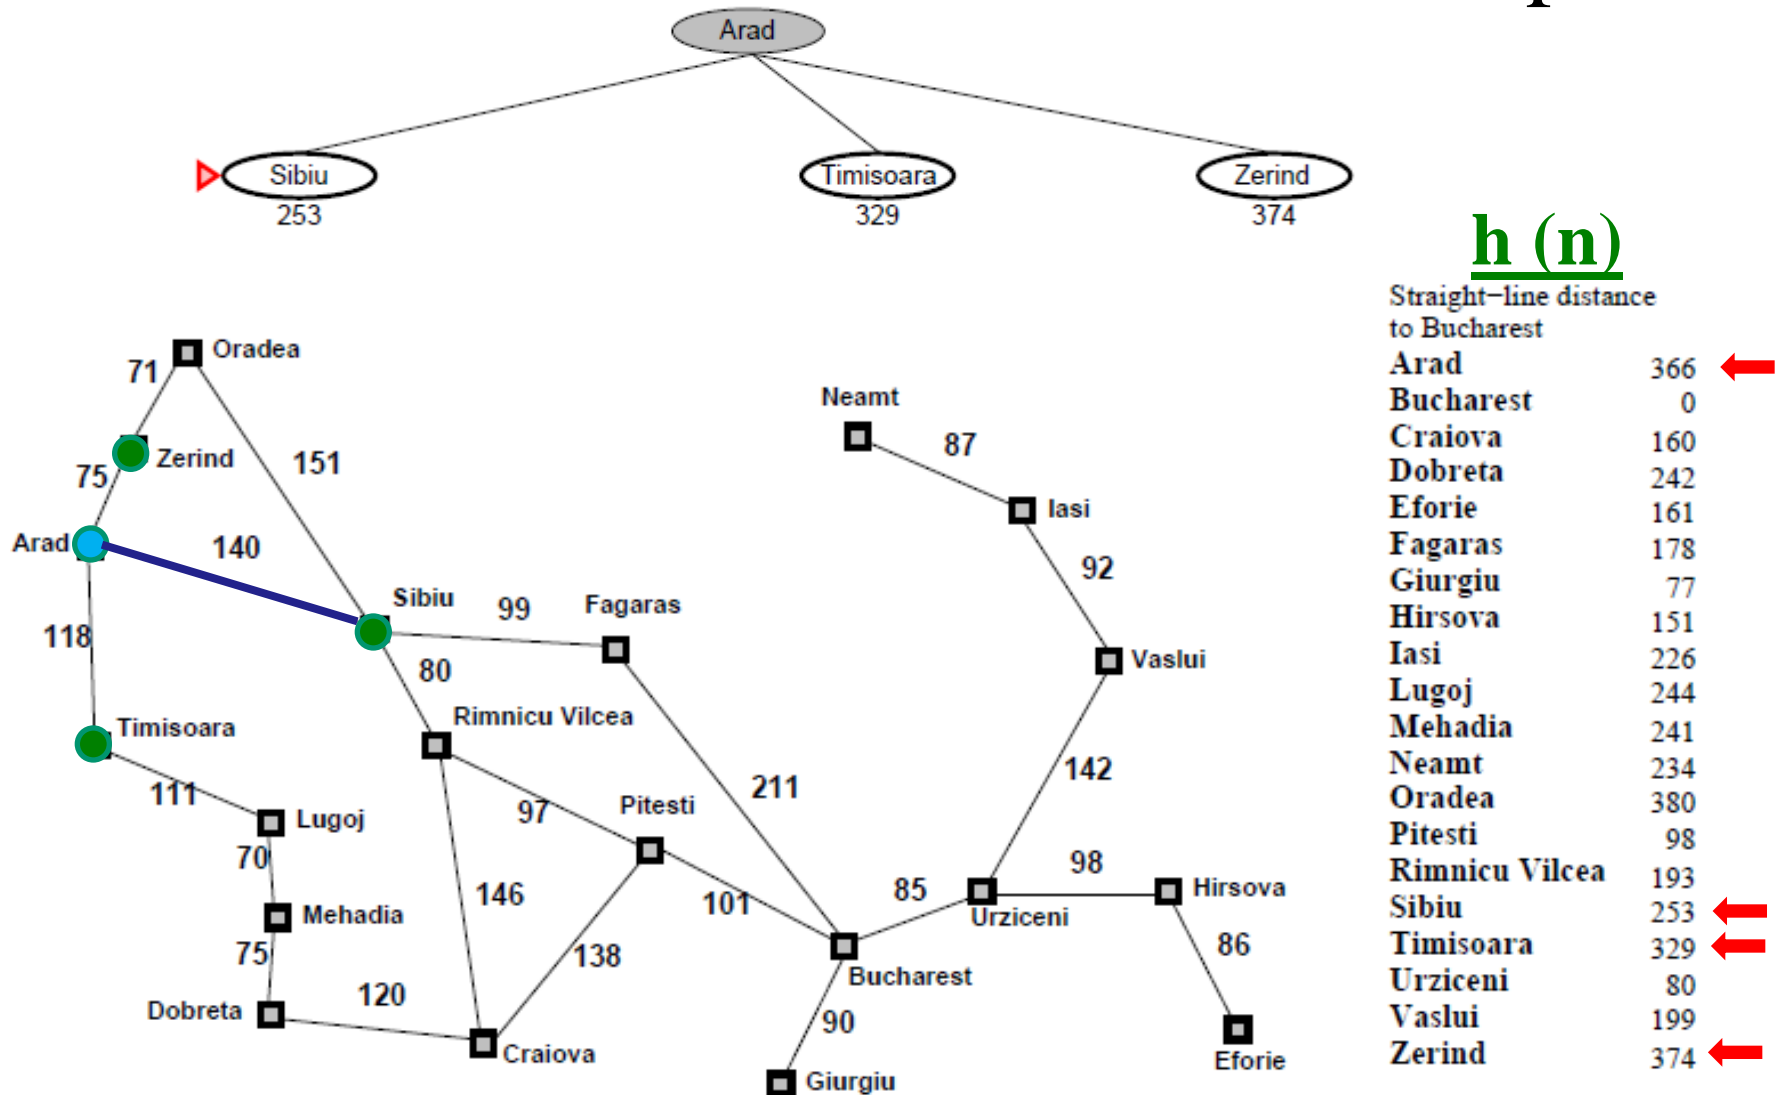 Arad
Sibiu
Timisoara
Zerind
253
329
374
h (n)
Straight−line distance
to Bucharest
Arad 366
Bucharest 0
Craiova 160
Dobreta 242
Eforie 161
Fagaras 178
Giurgiu 77
Hirsova 151
Iasi 226
Lugoj 244
Mehadia 241
Neamt 234
Oradea 380
Pitesti 98
Rimnicu Vilcea 193
Sibiu 253
Timisoara 329
Urziceni 80
Vaslui 199
Zerind 374
Oradea
71
Neamt
87
Zerind
151
75
Iasi
Arad
140
92
Sibiu
99
Fagaras
118
80
Vaslui
Rimnicu Vilcea
Timisoara
142
111
211
97
Pitesti
Lugoj
70
98
146
101
85
Hirsova
Mehadia
Urziceni
75
138
86
Bucharest
120
Dobreta
90
Craiova
Eforie
Giurgiu